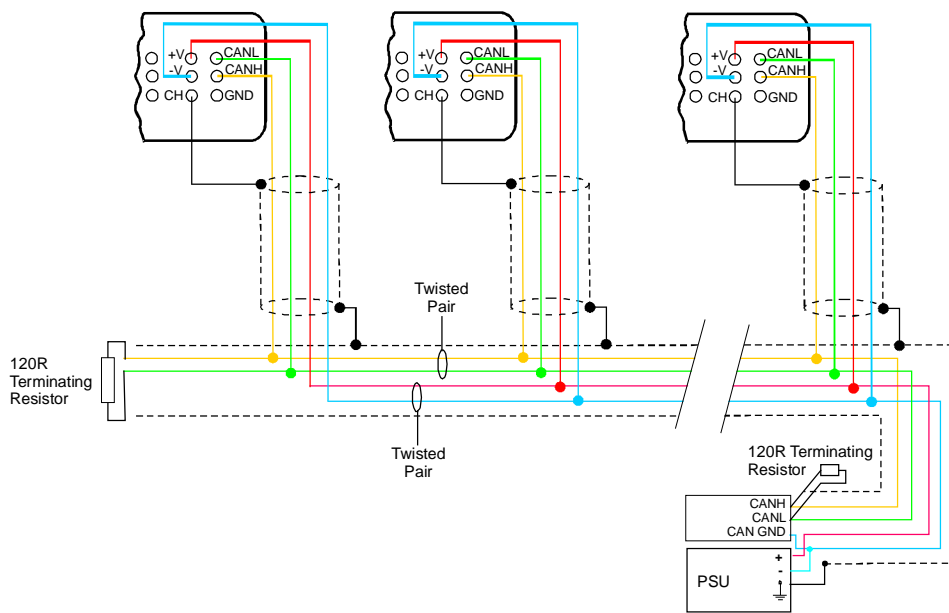 +V CANL
-V CANH
CH GND
+V CANL
-V CANH
CH GND
+V CANL
-V CANH
CH GND
Twisted
Pair
120R
Terminating
Resistor
Twisted
Pair
120R Terminating
Resistor
CANH
CANL
CAN GND
+
-
PSU